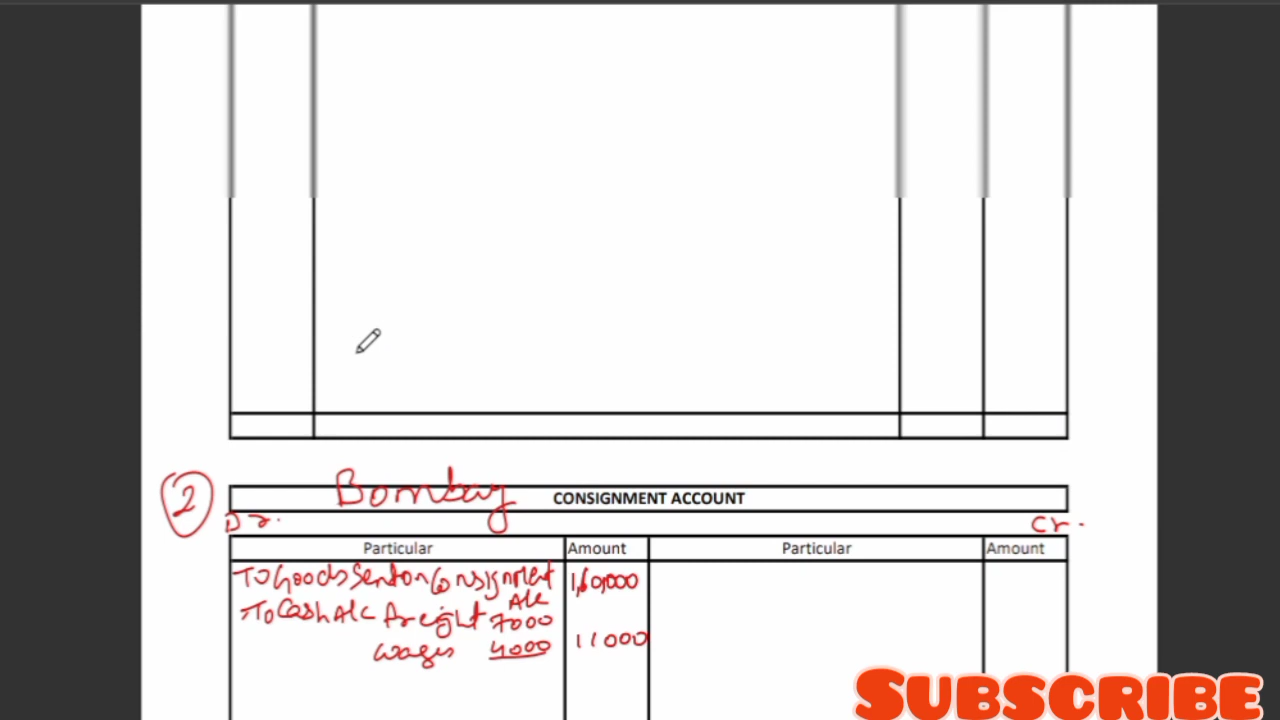 2 Bombay CONSIGNMENT ACCOUNT
Dr. Cr.
Particular Amount Particular Amount
To Goods Sent on Consignment A/c 1,60,000
To Cash A/c freight 7000
wages 4000 11000
SUBSCRIBE